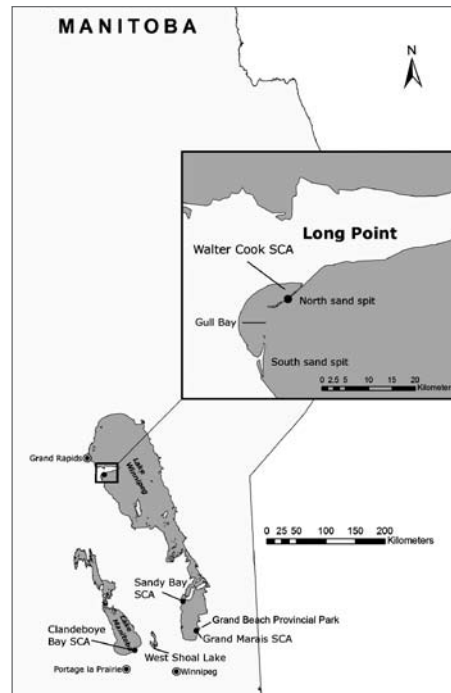 MANITOBA
N
Long Point
Walter Cook SCA
North sand spit
Gull Bay
South sand spit
0 2.5 5 10 15 20
Kilometers
Grand Rapids
Lake
Winnipeg
0 25 50 100 150 200
Kilometers
Sandy Bay
SCA
Lake
Manitoba
Grand Beach Provincial Park
Clandeboye
Bay SCA
Grand Marais SCA
West Shoal Lake
Portage la Prairie
Winnipeg